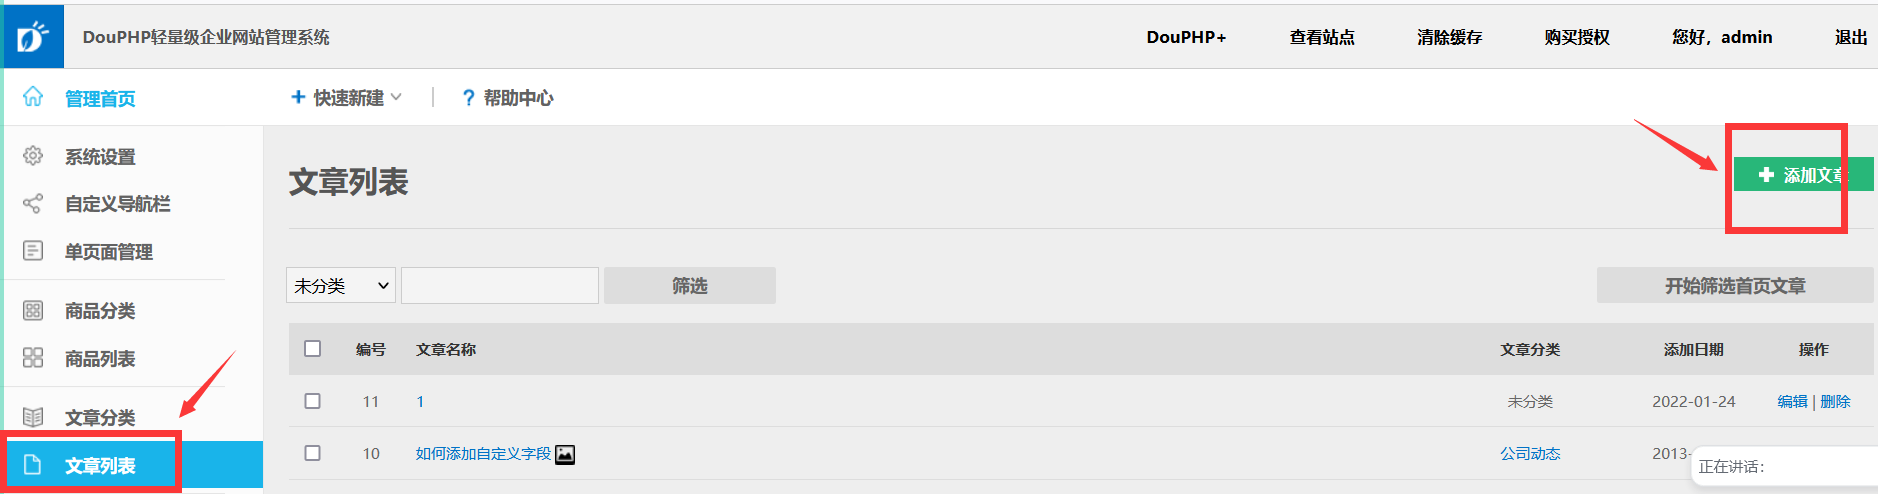 DouPHP轻量级企业网站管理系统 DouPHP+ 查看站点 清除缓存 购买授权 您好，admin 退出
管理首页 + 快速新建 ? 帮助中心
系统设置
文章列表 添加文章
自定义导航栏
单页面管理
未分类 筛选 开始筛选首页文章
商品分类
商品列表
编号 文章名称 文章分类 添加日期 操作
11 1 未分类 2022-01-24 编辑 | 删除
文章分类
10 如何添加自定义字段 公司动态 2013-
文章列表
正在讲话：